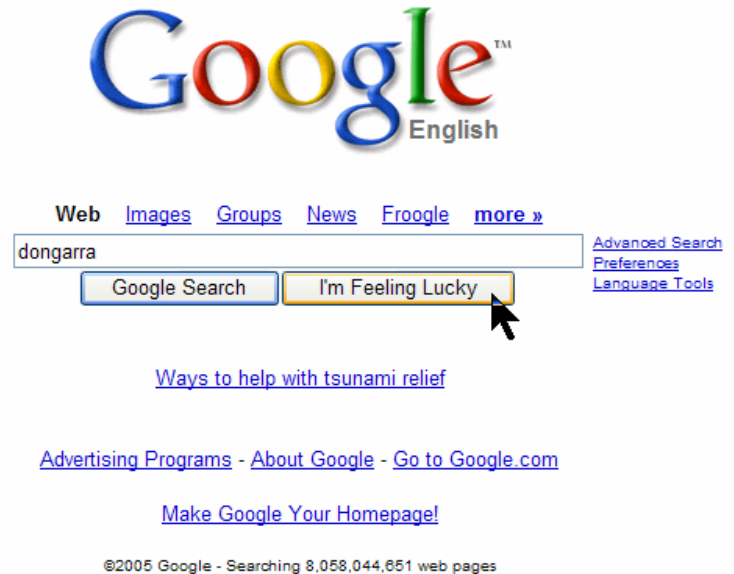 Google™
English
Web Images Groups News Froogle more »
dongarra
Advanced Search
Preferences
Language Tools
Google Search I'm Feeling Lucky
Ways to help with tsunami relief
Advertising Programs - About Google - Go to Google.com
Make Google Your Homepage!
©2005 Google - Searching 8,058,044,651 web pages